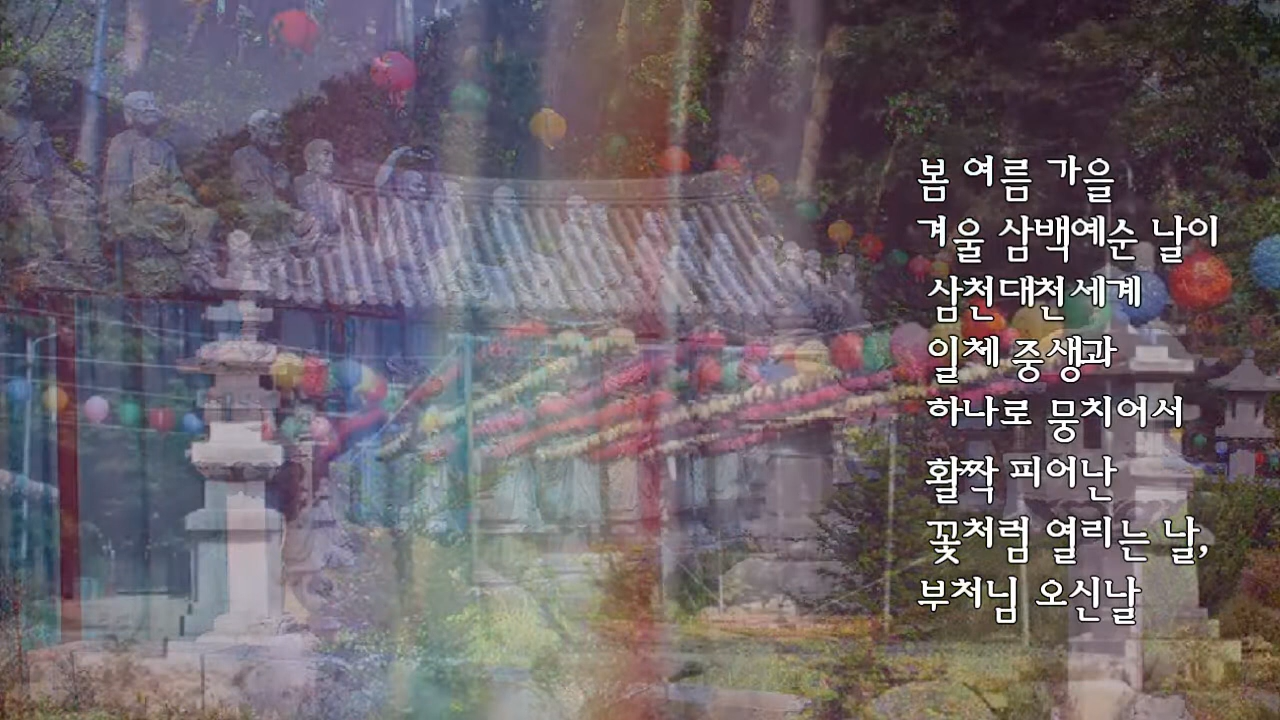 봄 여름 가을
겨울 삼백예순 날이
삼천대천세계
일체 중생과
하나로 뭉치어서
활짝 피어난
꽃처럼 열리는 날,
부처님 오신날